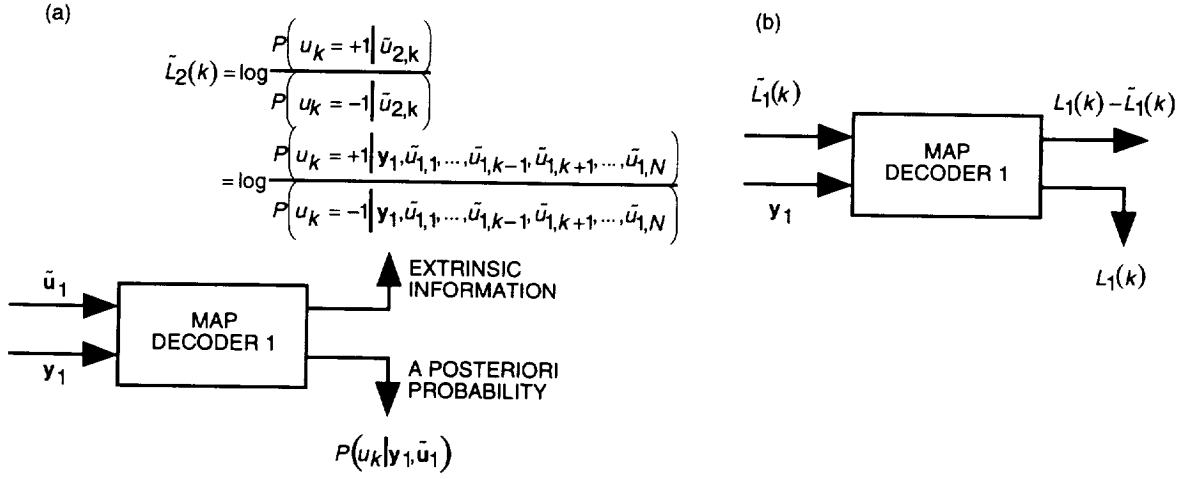 (a)
L̃₂(k) = log P(uₖ = +1|ũ₂,ₖ) / P(uₖ = −1|ũ₂,ₖ)
= log P(uₖ = +1|𝐲₁,ũ₁,₁,...,ũ₁,ₖ₋₁,ũ₁,ₖ₊₁,...,ũ₁,N) / P(uₖ = −1|𝐲₁,ũ₁,₁,...,ũ₁,ₖ₋₁,ũ₁,ₖ₊₁,...,ũ₁,N)
EXTRINSIC
INFORMATION
ũ₁
𝐲₁
MAP
DECODER 1
A POSTERIORI
PROBABILITY
P(uₖ|𝐲₁,ũ₁)
(b)
L̃₁(k)
𝐲₁
MAP
DECODER 1
L₁(k) – L̃₁(k)
L₁(k)